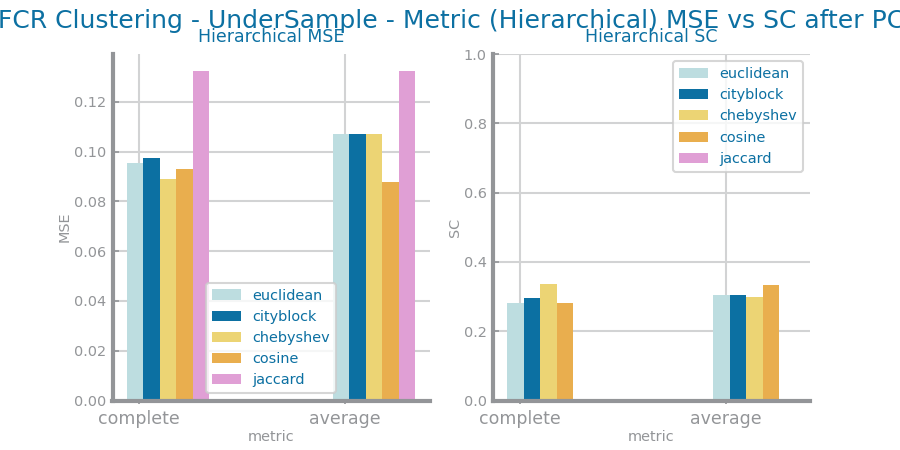 FCR Clustering - UnderSample - Metric (Hierarchical) MSE vs SC after PC
Hierarchical MSE
0.12
0.10
0.08
0.06
0.04
0.02
0.00
MSE
euclidean
cityblock
chebyshev
cosine
jaccard
complete
average
metric
Hierarchical SC
1.0
0.8
0.6
0.4
0.2
0.0
SC
euclidean
cityblock
chebyshev
cosine
jaccard
complete
average
metric